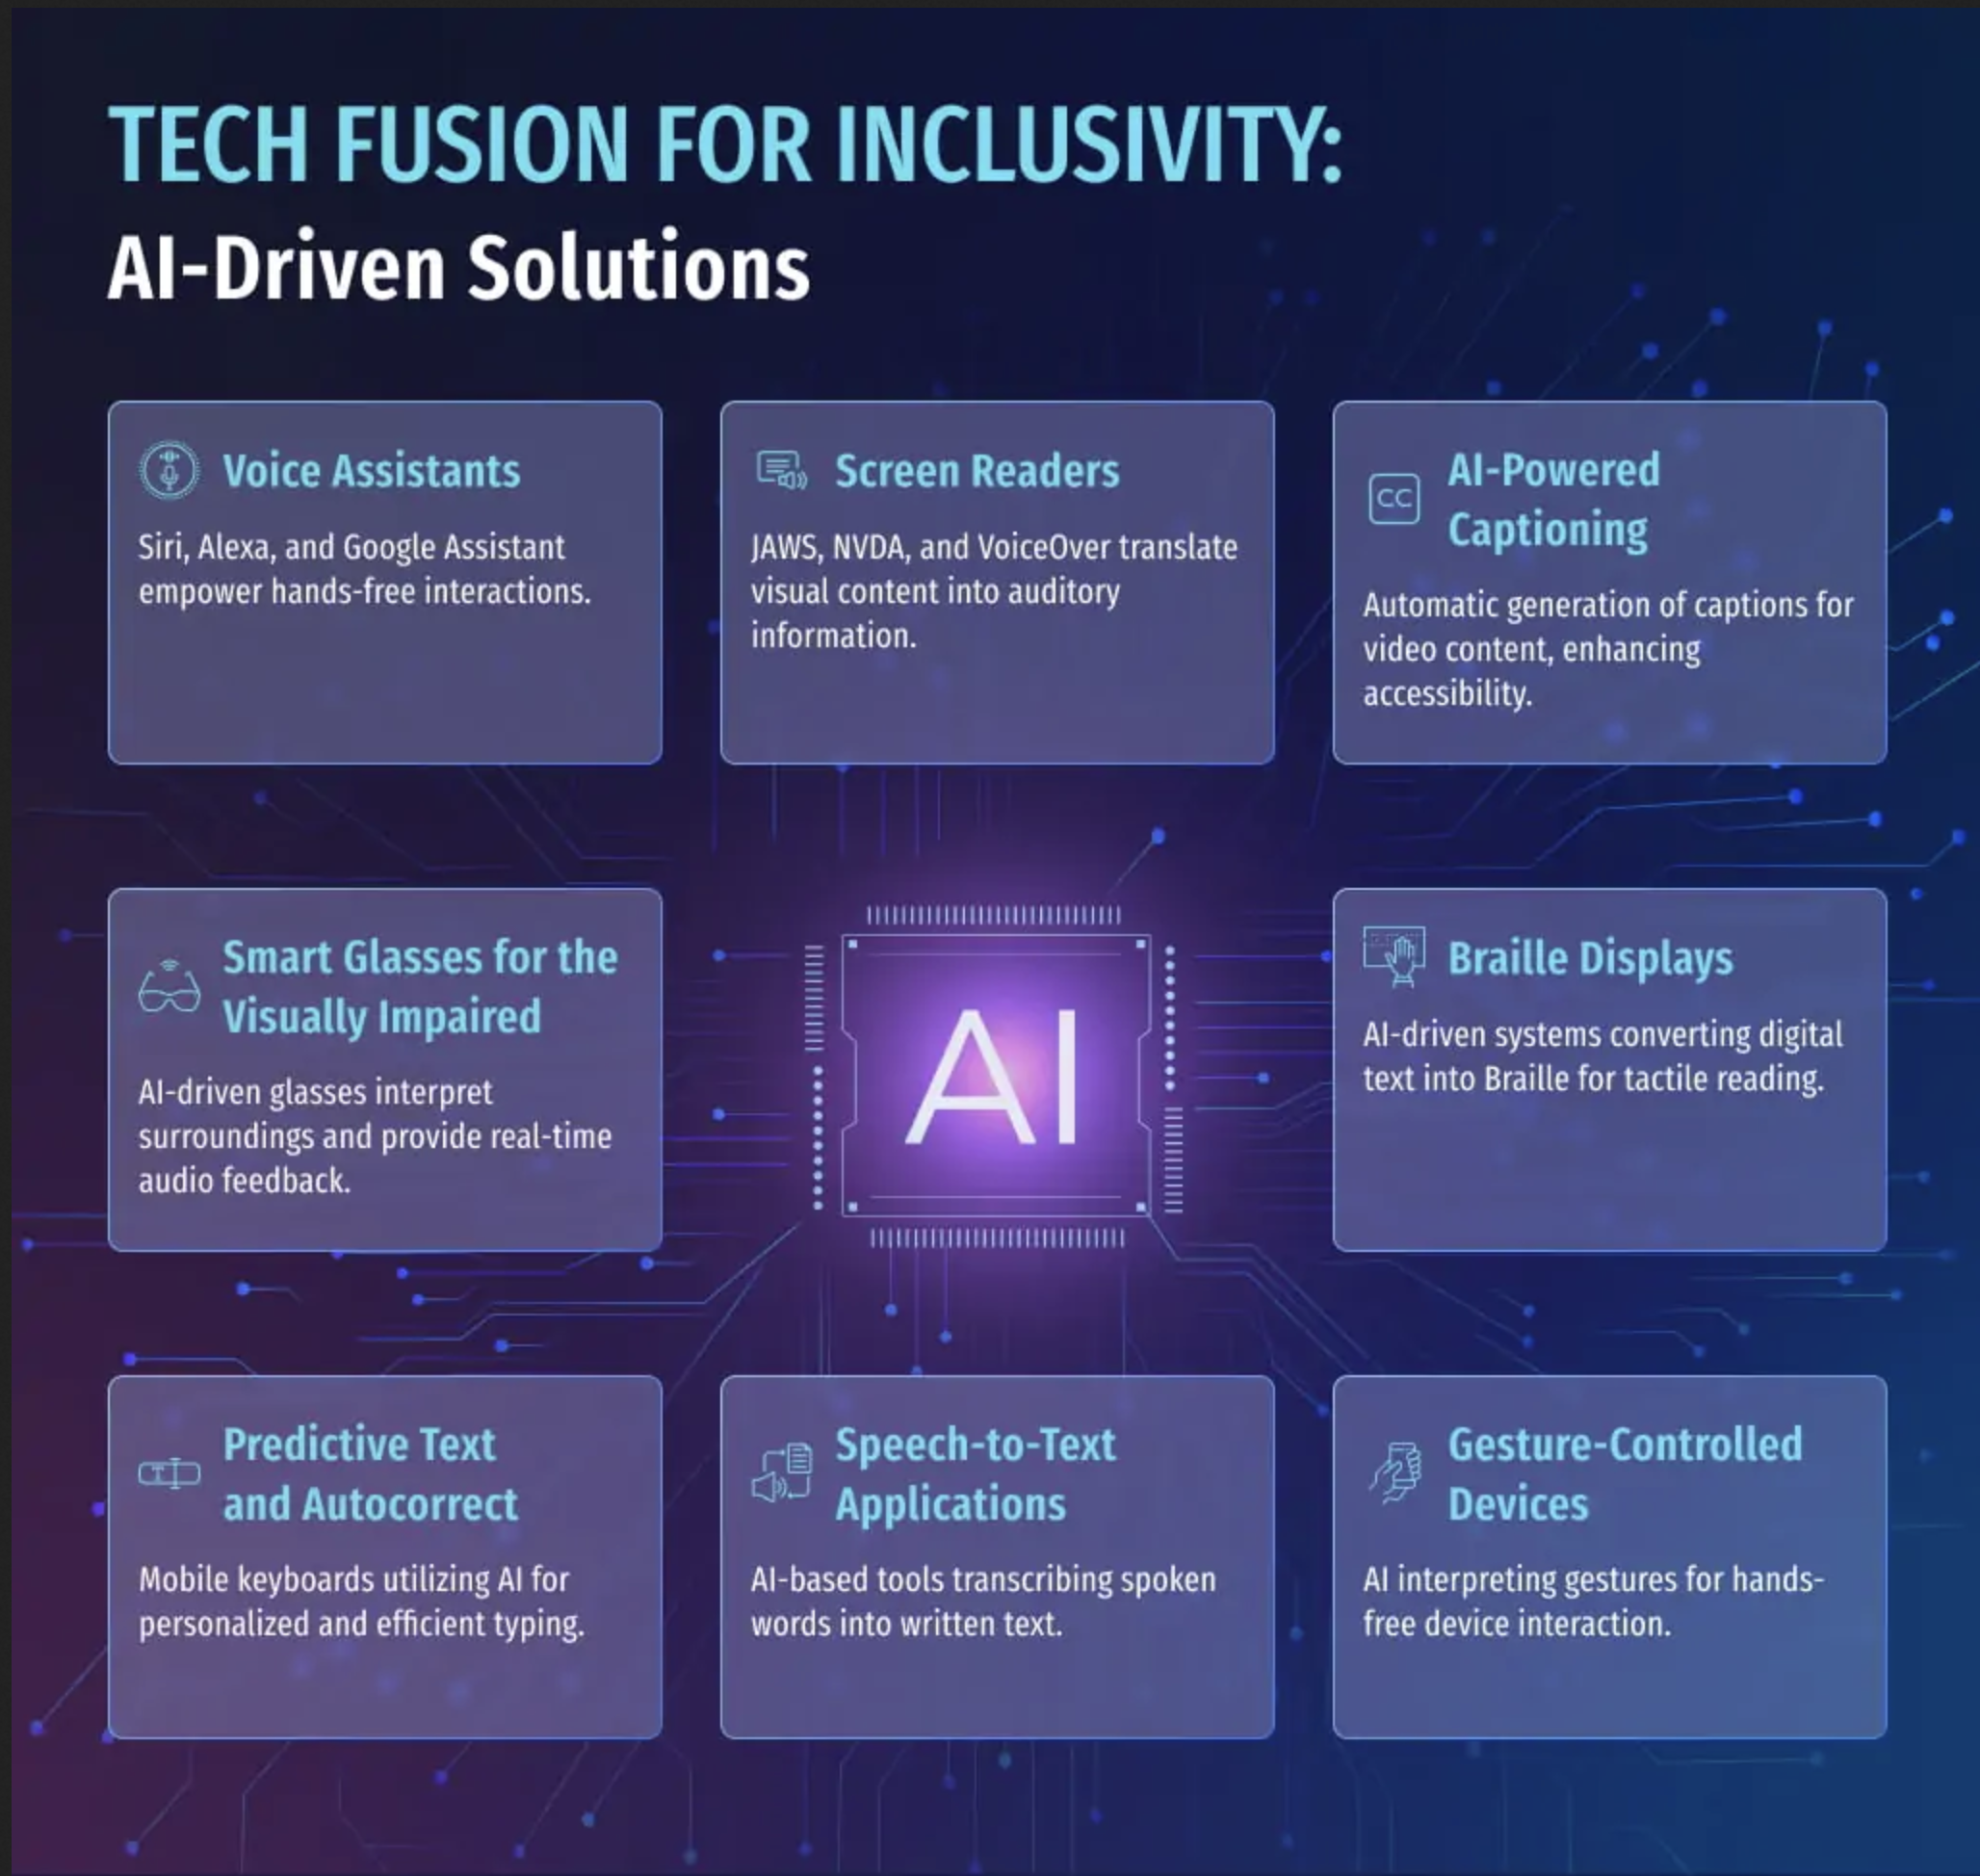 TECH FUSION FOR INCLUSIVITY:
AI-Driven Solutions
Voice Assistants
Siri, Alexa, and Google Assistant
empower hands-free interactions.
Screen Readers
JAWS, NVDA, and VoiceOver translate
visual content into auditory
information.
CC
AI-Powered
Captioning
Automatic generation of captions for
video content, enhancing
accessibility.
Smart Glasses for the
Visually Impaired
AI-driven glasses interpret
surroundings and provide real-time
audio feedback.
AI
Braille Displays
AI-driven systems converting digital
text into Braille for tactile reading.
T
Predictive Text
and Autocorrect
Mobile keyboards utilizing AI for
personalized and efficient typing.
Speech-to-Text
Applications
AI-based tools transcribing spoken
words into written text.
Gesture-Controlled
Devices
AI interpreting gestures for hands-
free device interaction.